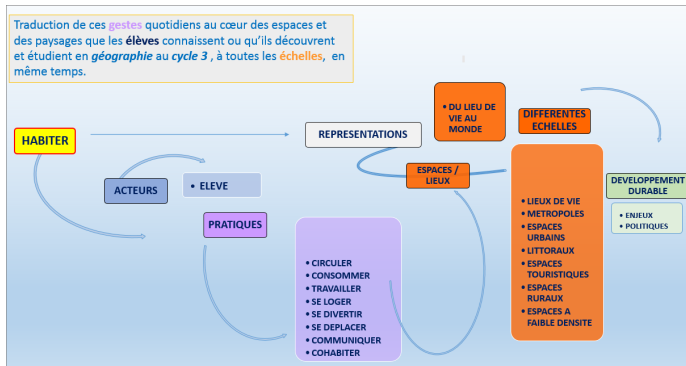 Traduction de ces gestes quotidiens au cœur des espaces et
des paysages que les élèves connaissent ou qu'ils découvrent
et étudient en géographie au cycle 3 , à toutes les échelles, en
même temps.
HABITER
REPRESENTATIONS
• DU LIEU DE
VIE AU
MONDE
DIFFERENTES
ECHELLES
ACTEURS
• ELEVE
ESPACES /
LIEUX
DEVELOPPEMENT
DURABLE
• ENJEUX
• POLITIQUES
PRATIQUES
• CIRCULER
• CONSOMMER
• TRAVAILLER
• SE LOGER
• SE DIVERTIR
• SE DEPLACER
• COMMUNIQUER
• COHABITER
• LIEUX DE VIE
• METROPOLES
• ESPACES
URBAINS
• LITTORAUX
• ESPACES
TOURISTIQUES
• ESPACES
RURAUX
• ESPACES A
FAIBLE DENSITE